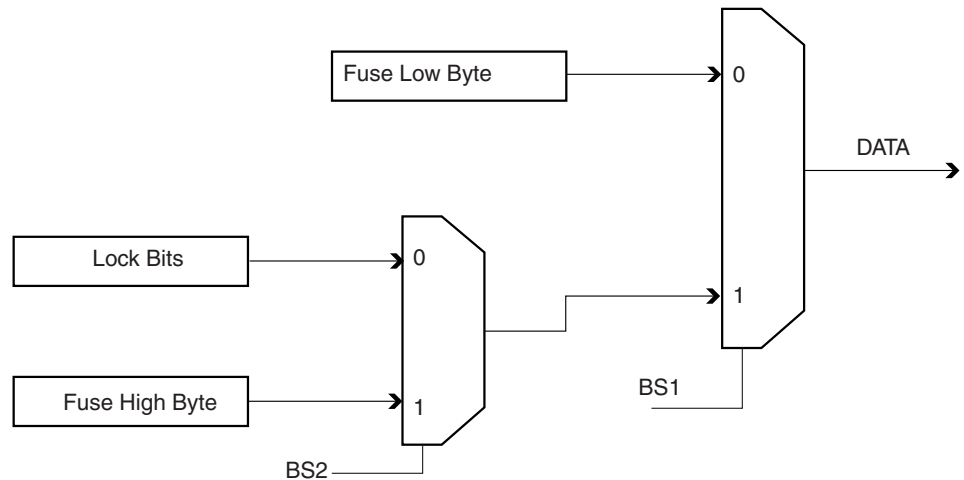 Fuse Low Byte
0
DATA
Lock Bits
0
1
Fuse High Byte
1
BS1
BS2